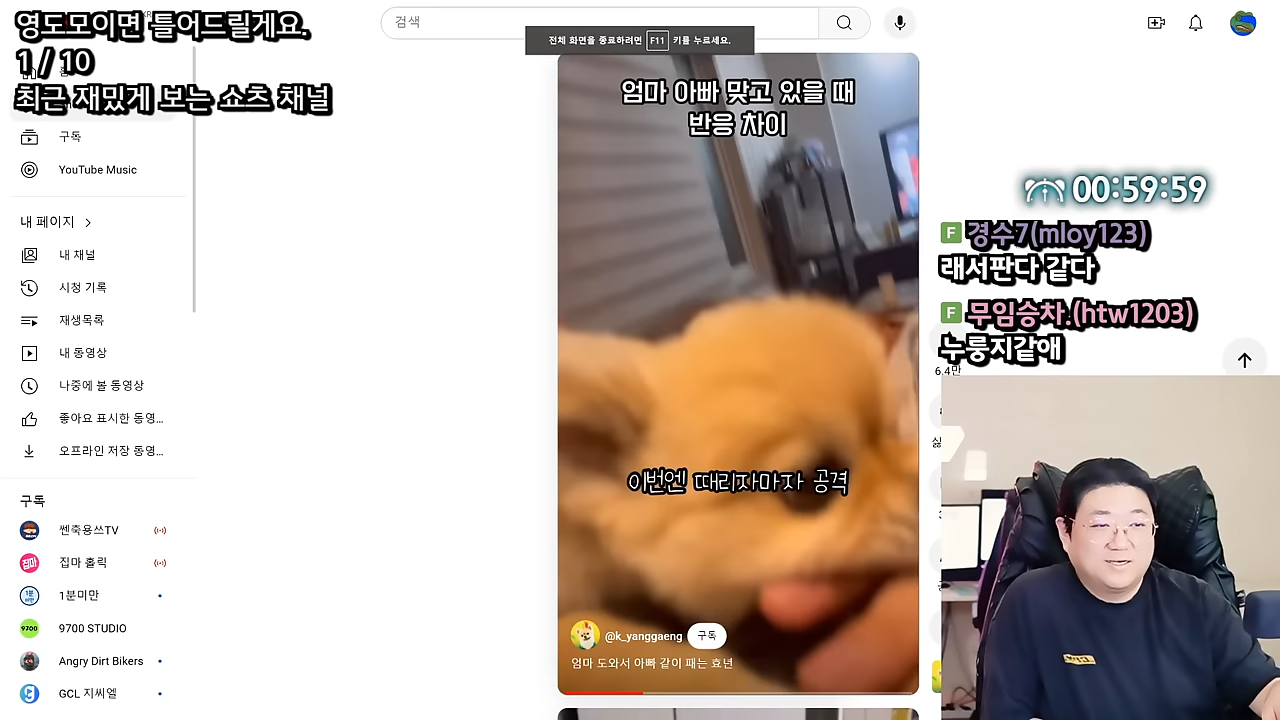 영도모이면 틀어드릴게요.
1 / 10
최근 재밌게 보는 쇼츠 채널
검색
전체 화면을 종료하려면 F11 키를 누르세요.
구독
YouTube Music
내 페이지
내 채널
시청 기록
재생목록
내 동영상
나중에 볼 동영상
좋아요 표시한 동영...
오프라인 저장 동영...
구독
쎈축용쓰TV
집마 홀릭
1분미만
9700 STUDIO
Angry Dirt Bikers
GCL 지씨엘
엄마 아빠 맞고 있을 때
반응 차이
이번엔 때리자마자 공격
@k_yanggaeng 구독
엄마 도와서 아빠 같이 패는 효년
00:59:59
F 경수7(mloy123)
래서판다 같다
F 무임승차.(htw1203)
누룽지같애
6.4만